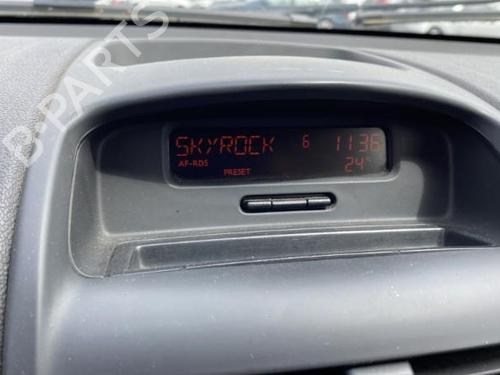 B-PARTS
SKYROCK 6 11:36
AF-RDS 24°
PRESET